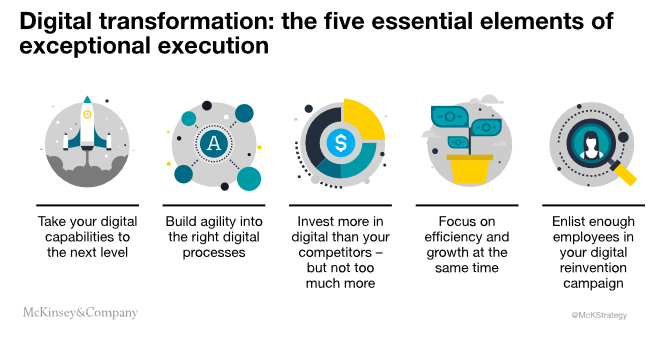 Digital transformation: the five essential elements of
exceptional execution
A
$
Take your digital
capabilities to
the next level
Build agility into
the right digital
processes
Invest more in
digital than your
competitors –
but not too
much more
Focus on
efficiency and
growth at the
same time
Enlist enough
employees in
your digital
reinvention
campaign
McKinsey&Company
@McKStrategy